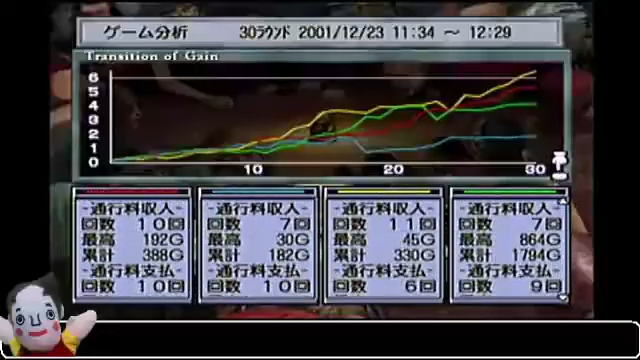 ゲーム分析 30ラウンド 2001/12/23 11:34 ～ 12:29
Transition of Gain
6
5
4
3
2
1
0
10 20 30
-通行料収入-
回数 10回
最高 192G
累計 388G
-通行料支払-
回数 10回
-通行料収入-
回数 7回
最高 30G
累計 182G
-通行料支払-
回数 10回
-通行料収入-
回数 11回
最高 45G
累計 330G
-通行料支払-
回数 6回
-通行料収入-
回数 7回
最高 864G
累計 1794G
-通行料支払-
回数 9回